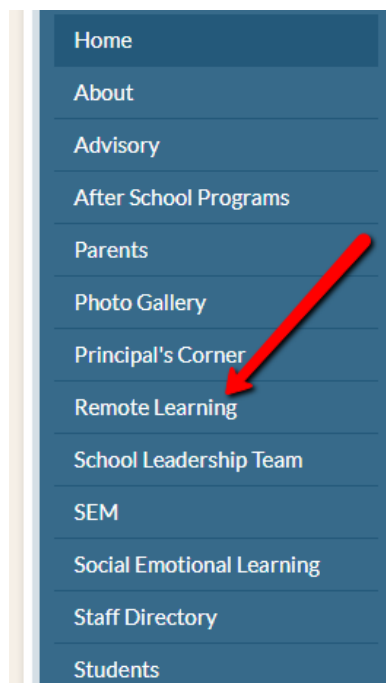 Home
About
Advisory
After School Programs
Parents
Photo Gallery
Principal's Corner
Remote Learning
School Leadership Team
SEM
Social Emotional Learning
Staff Directory
Students